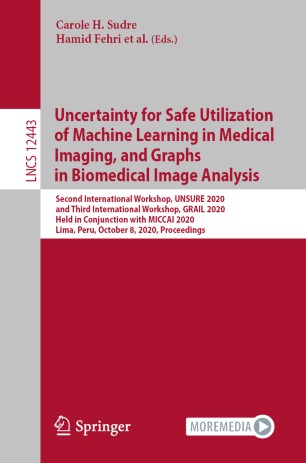 Carole H. Sudre
Hamid Fehri et al. (Eds.)
LNCS 12443
Uncertainty for Safe Utilization
of Machine Learning in Medical
Imaging, and Graphs
in Biomedical Image Analysis
Second International Workshop, UNSURE 2020
and Third International Workshop, GRAIL 2020
Held in Conjunction with MICCAI 2020
Lima, Peru, October 8, 2020, Proceedings
Springer
MOREMEDIA